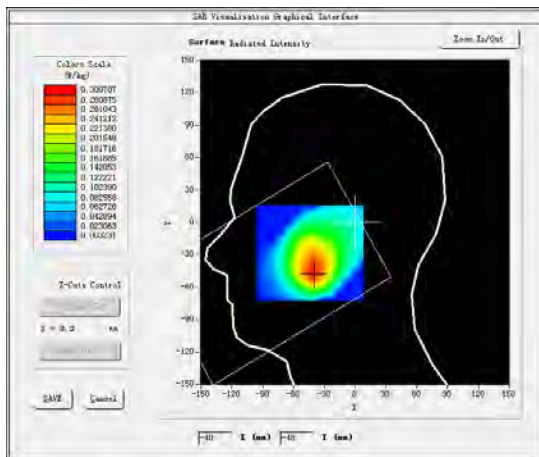 SAR Visualisation Graphical Interface
Surface Radiated Intensity
Zoom In/Out
Colors Scale
(W/kg)
0.300707
0.280875
0.261043
0.241212
0.221380
0.201548
0.181716
0.161885
0.142053
0.122221
0.102390
0.082558
0.062726
0.042894
0.023063
0.003231
150
120
90
60
30
0
-30
-60
-90
-120
-150
Y
-150 -120 -90 -60 -30 0 30 60 90 120 150
X
Z-Cuts Control
mm
SAVE
Cancel
-40 X (mm) -48 Y (mm)